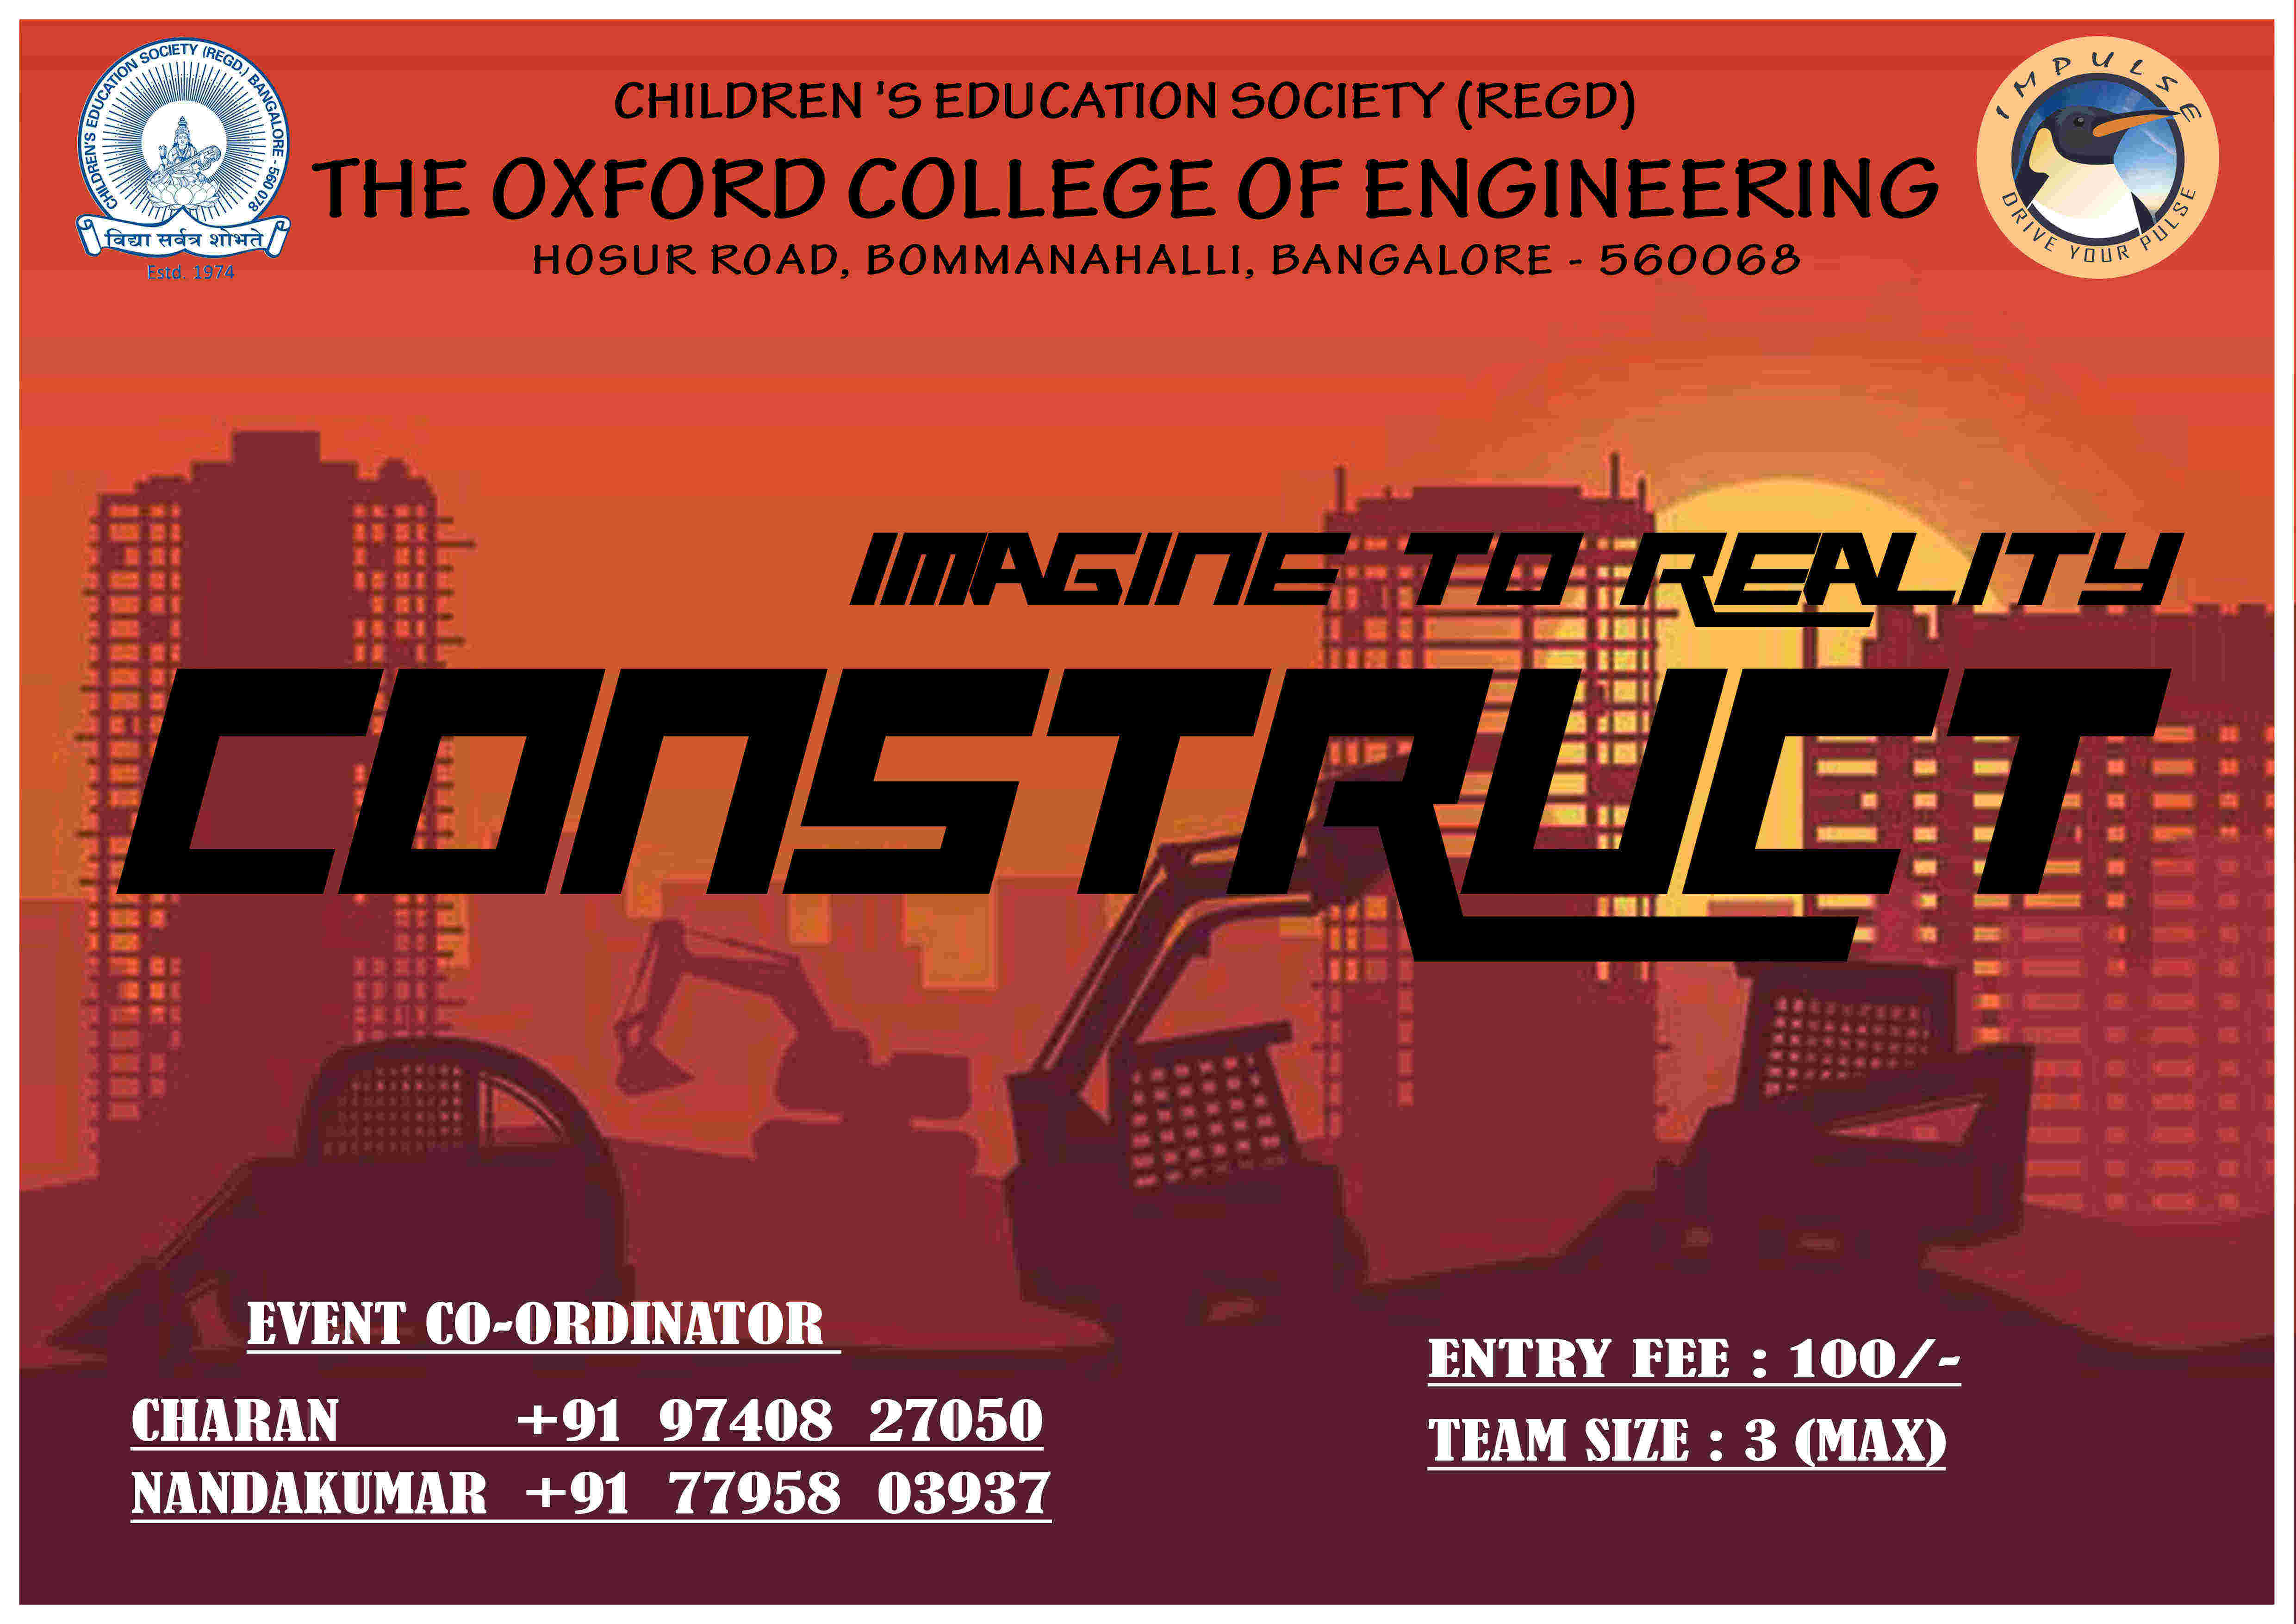 CHILDREN'S EDUCATION SOCIETY (REGD.) BANGALORE - 560 078
विद्या सर्वत्र शोभते
Estd. 1974
CHILDREN 'S EDUCATION SOCIETY (REGD)
THE OXFORD COLLEGE OF ENGINEERING
HOSUR ROAD, BOMMANAHALLI, BANGALORE - 560068
IMPULSE
DRIVE YOUR PULSE
IMAGINE TO REALITY
CONSTRUCT
EVENT CO-ORDINATOR
CHARAN +91 97408 27050
NANDAKUMAR +91 77958 03937
ENTRY FEE : 100/-
TEAM SIZE : 3 (MAX)